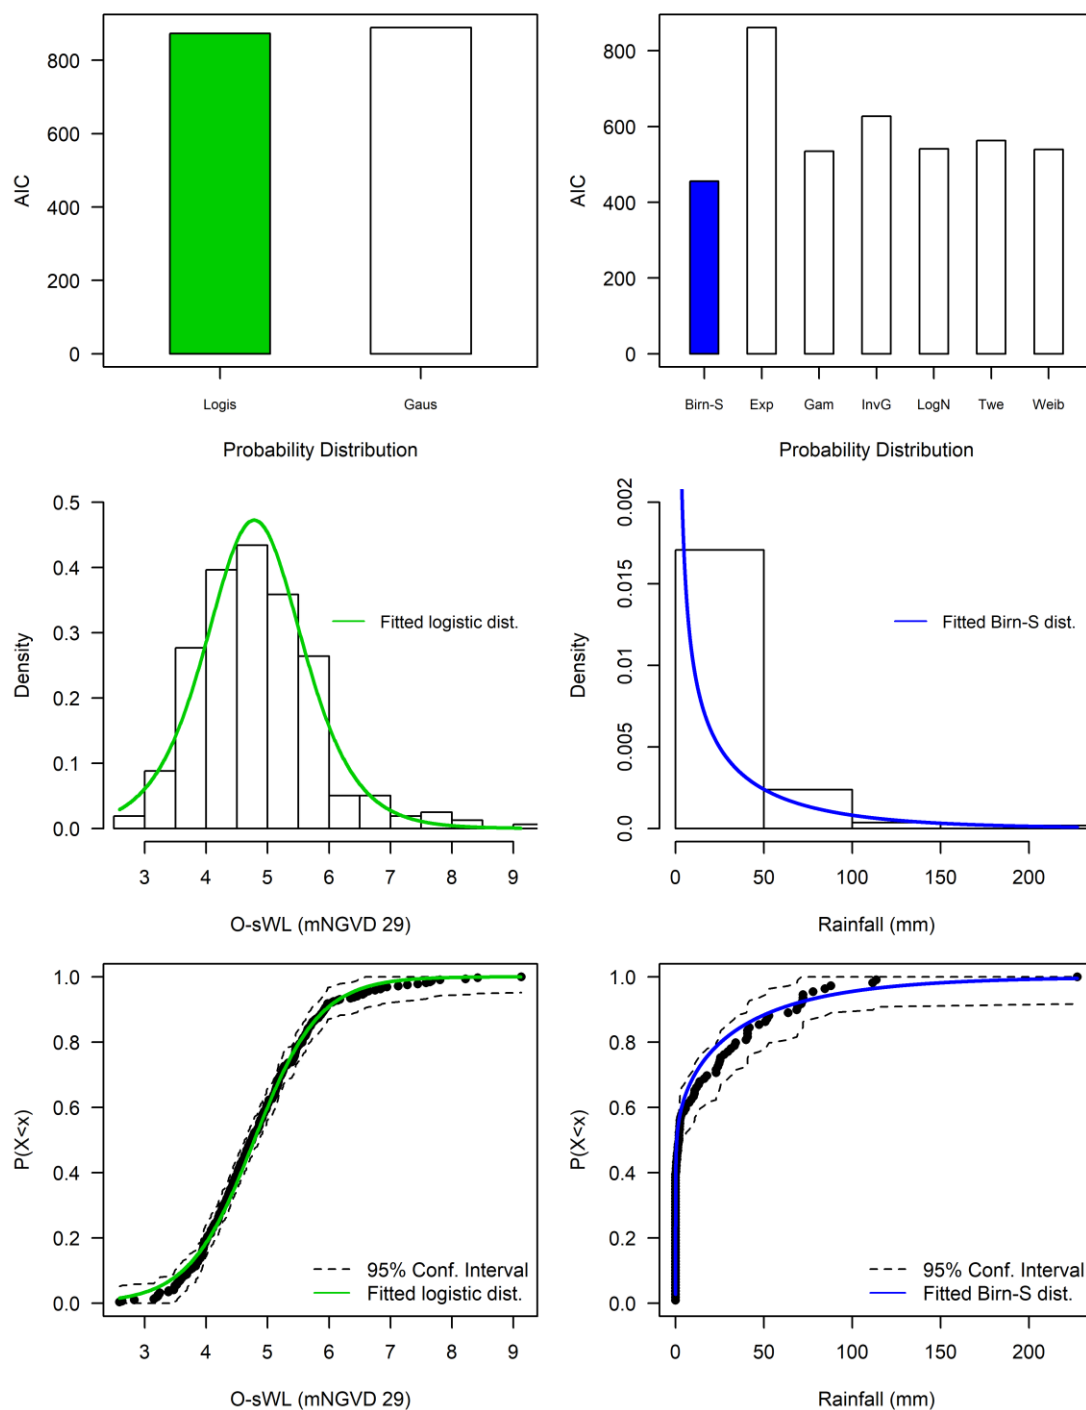 AIC
800
600
400
200
0
Logis
Gaus
Probability Distribution
AIC
800
600
400
200
0
Birn-S
Exp
Gam
InvG
LogN
Twe
Weib
Probability Distribution
Density
0.5
0.4
0.3
0.2
0.1
0.0
Fitted logistic dist.
3
4
5
6
7
8
9
O-sWL (mNGVD 29)
Density
0.002
0.015
0.01
0.005
0.0
Fitted Birn-S dist.
0
50
100
150
200
Rainfall (mm)
P(X<x)
1.0
0.8
0.6
0.4
0.2
0.0
95% Conf. Interval
Fitted logistic dist.
3
4
5
6
7
8
9
O-sWL (mNGVD 29)
P(X<x)
1.0
0.8
0.6
0.4
0.2
0.0
95% Conf. Interval
Fitted Birn-S dist.
0
50
100
150
200
Rainfall (mm)